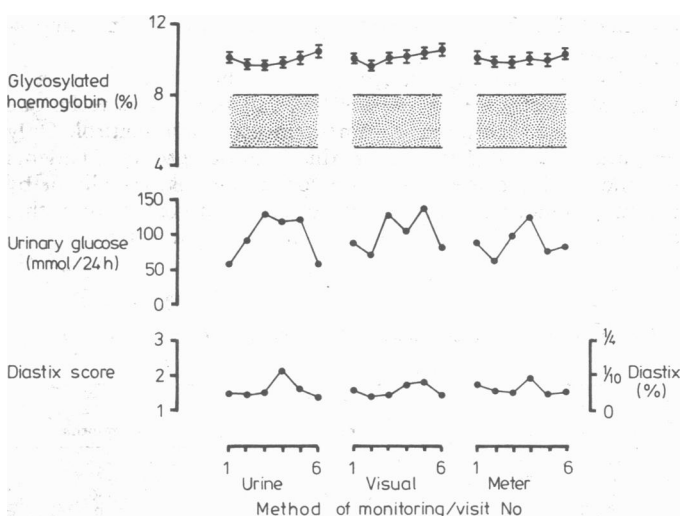 12
Glycosylated
haemoglobin (%)
8
4
150
Urinary glucose
(mmol/24h)
100
50
0
3
Diastix score
2
1
1/4
1/10
Diastix
(%)
0
1 6 1 6 1 6
Urine Visual Meter
Method of monitoring/visit No